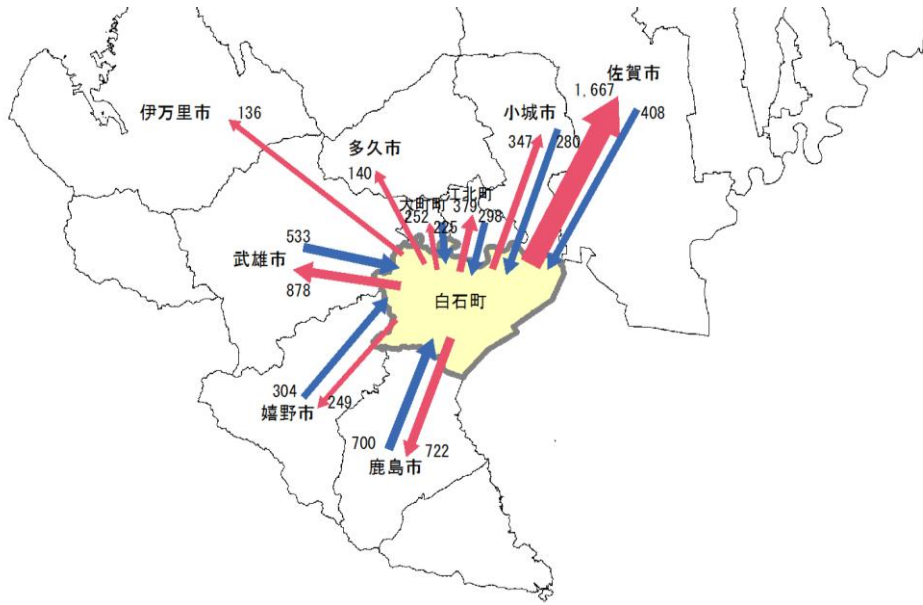 佐賀市
1,667
408
伊万里市
136
小城市
347
280
多久市
140
大町町
江北町
252
225
379
298
533
武雄市
878
白石町
304
249
嬉野市
700
722
鹿島市